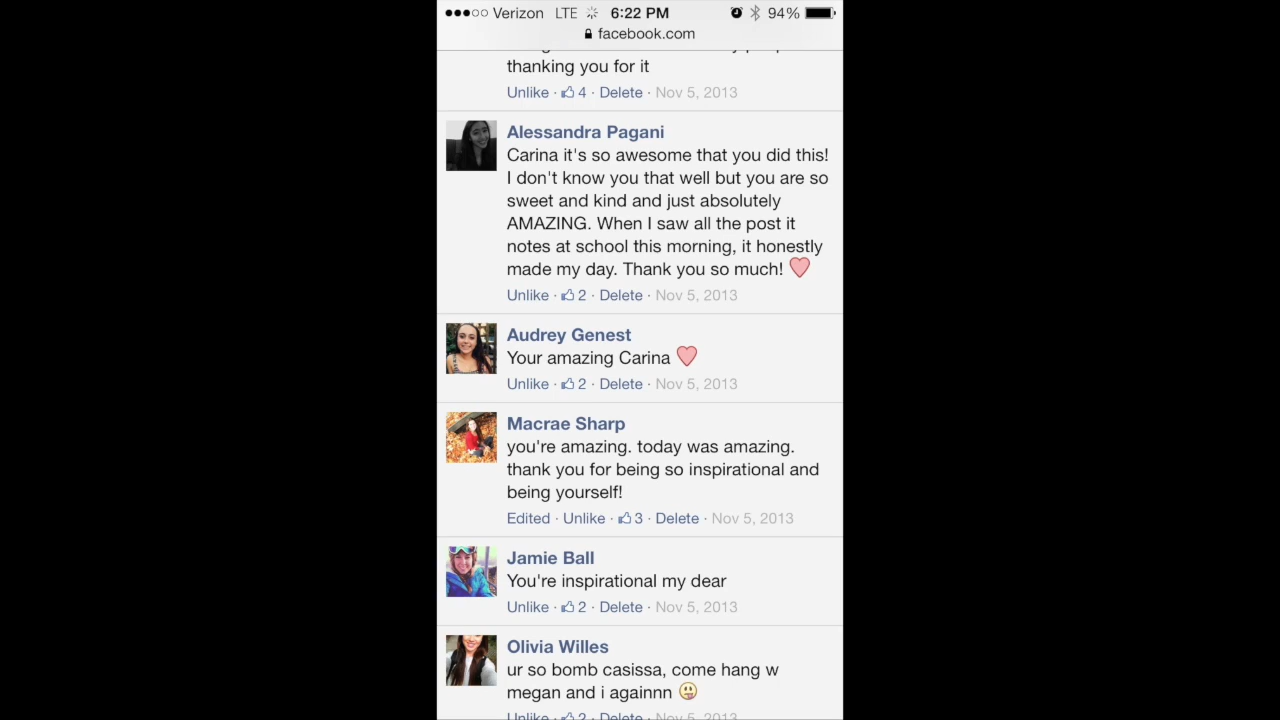 Verizon LTE 6:22 PM 94%
facebook.com
thanking you for it
Unlike · 4 · Delete · Nov 5, 2013
Alessandra Pagani
Carina it's so awesome that you did this!
I don't know you that well but you are so
sweet and kind and just absolutely
AMAZING. When I saw all the post it
notes at school this morning, it honestly
made my day. Thank you so much!
Unlike · 2 · Delete · Nov 5, 2013
Audrey Genest
Your amazing Carina
Unlike · 2 · Delete · Nov 5, 2013
Macrae Sharp
you're amazing. today was amazing.
thank you for being so inspirational and
being yourself!
Edited · Unlike · 3 · Delete · Nov 5, 2013
Jamie Ball
You're inspirational my dear
Unlike · 2 · Delete · Nov 5, 2013
Olivia Willes
ur so bomb casissa, come hang w
megan and i againnn
Unlike · 2 · Delete · Nov 5, 2013